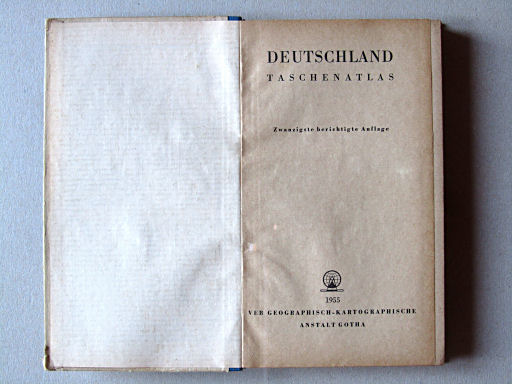 DEUTSCHLAND
TASCHENATLAS
Zwanzigste berichtigte Auflage
1955
VEB GEOGRAPHISCH-KARTOGRAPHISCHE
ANSTALT GOTHA